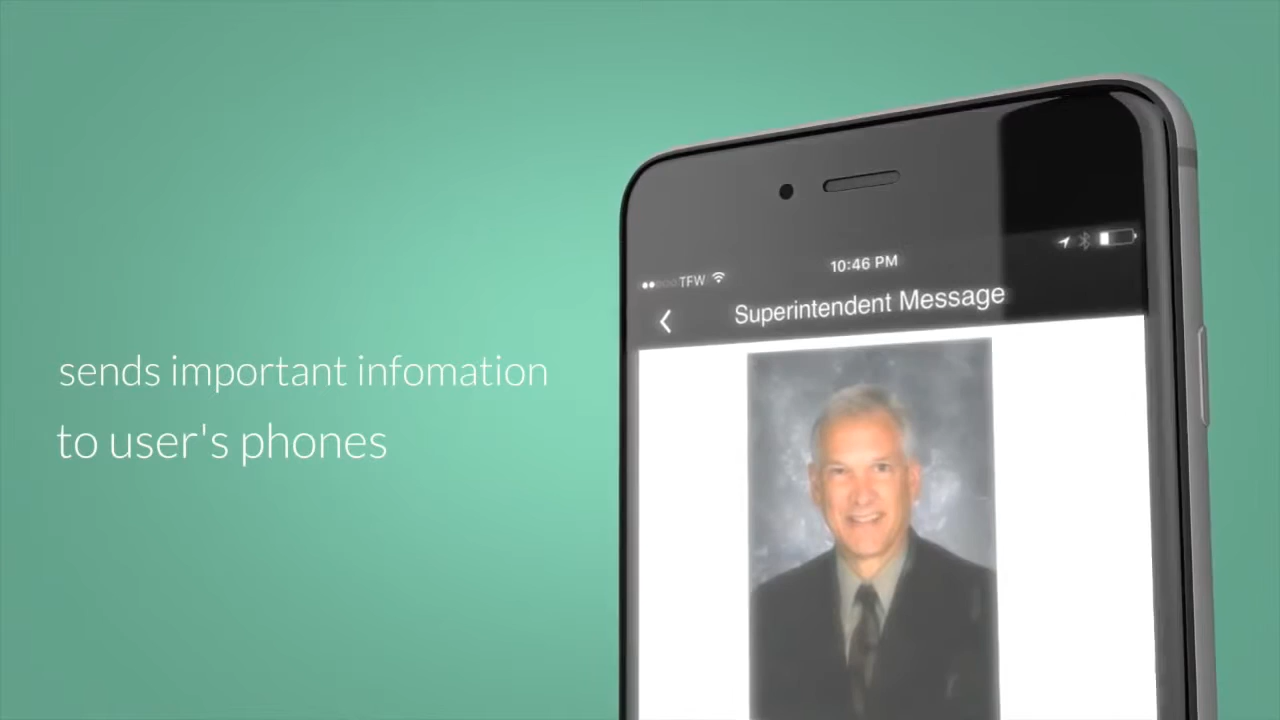 sends important infomation
to user's phones
TFW
10:46 PM
Superintendent Message